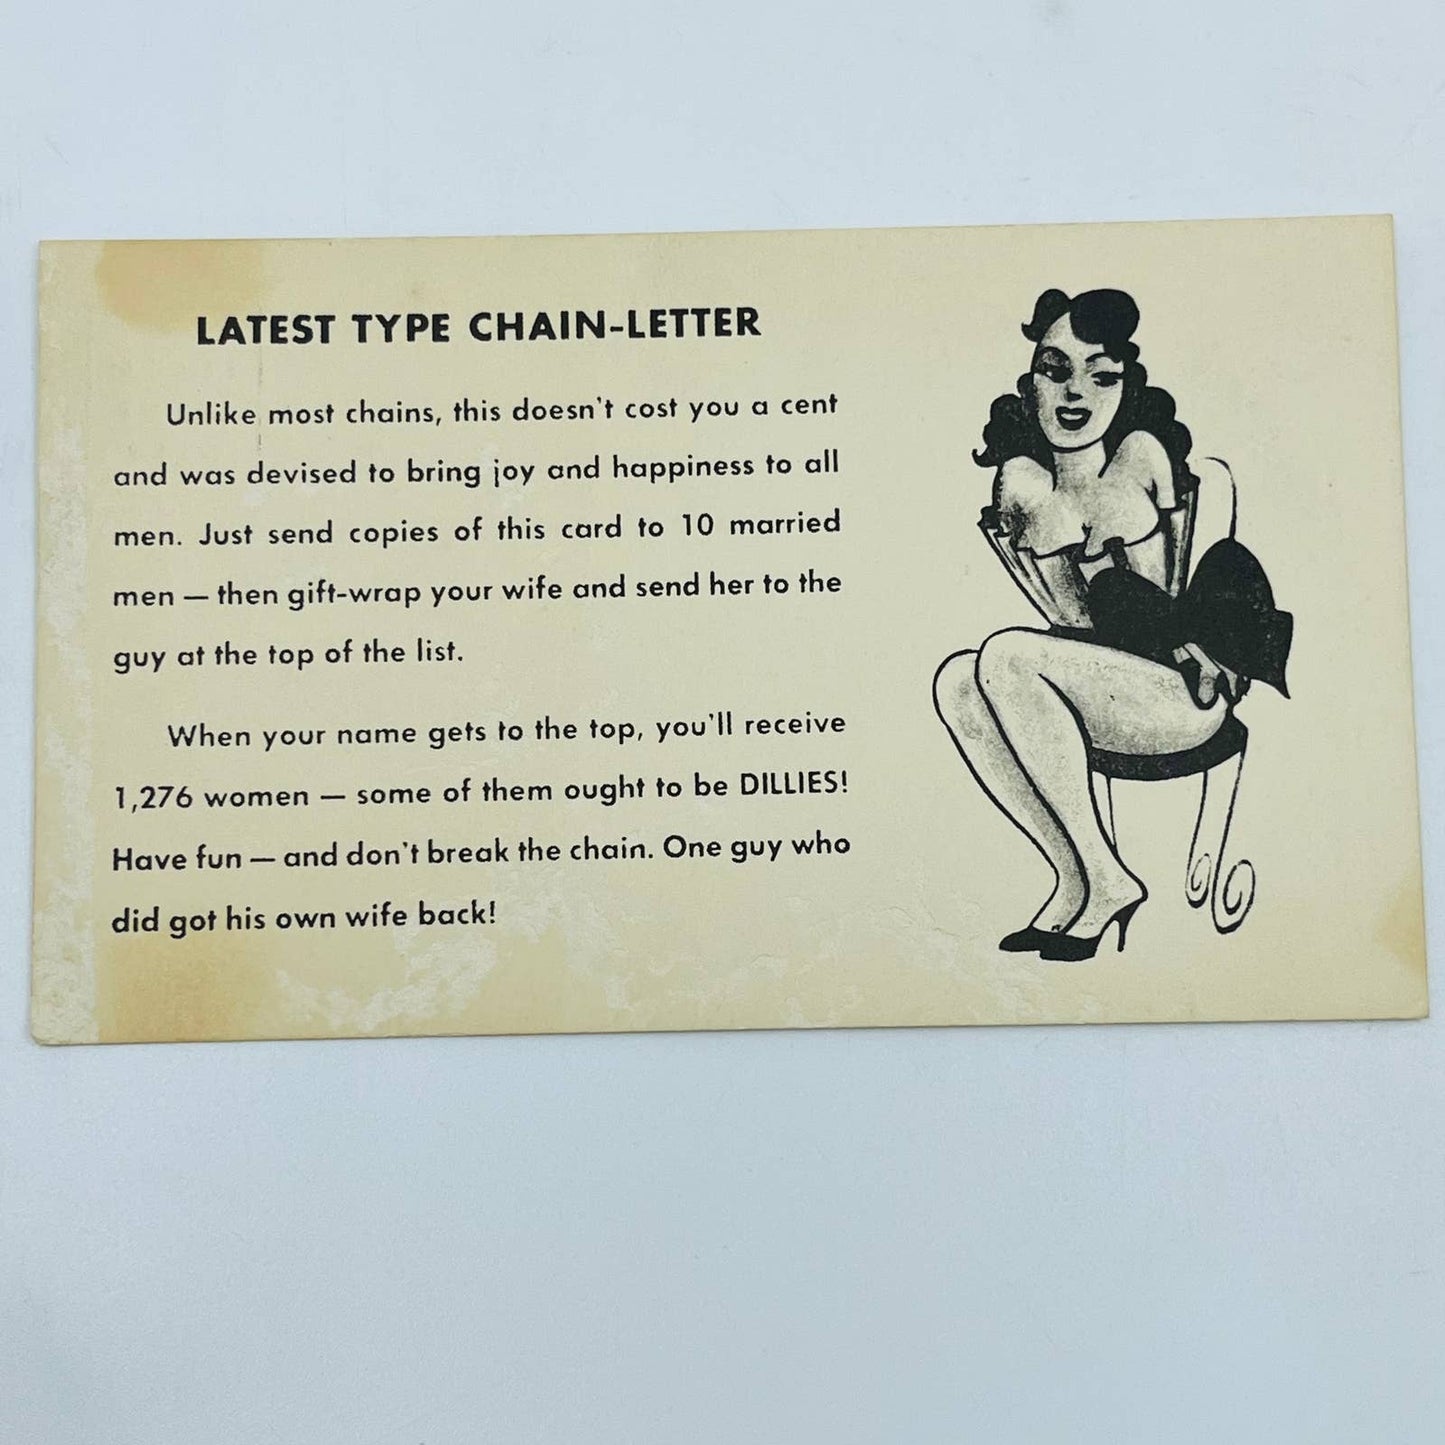 LATEST TYPE CHAIN-LETTER
Unlike most chains, this doesn't cost you a cent
and was devised to bring joy and happiness to all
men. Just send copies of this card to 10 married
men — then gift-wrap your wife and send her to the
guy at the top of the list.
When your name gets to the top, you'll receive
1,276 women — some of them ought to be DILLIES!
Have fun — and don't break the chain. One guy who
did got his own wife back!